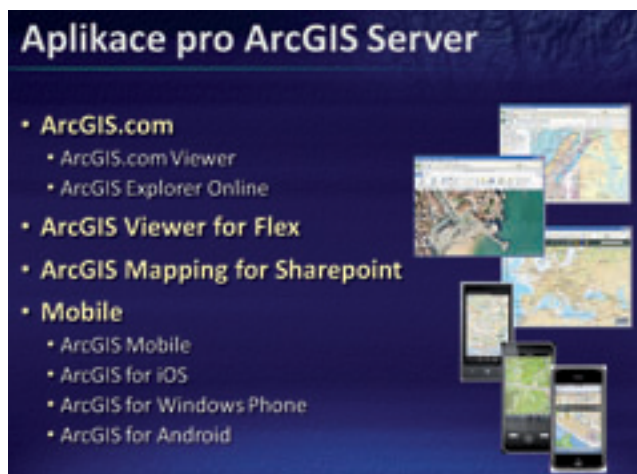 Aplikace pro ArcGIS Server
• ArcGIS.com
• ArcGIS.com Viewer
• ArcGIS Explorer Online
• ArcGIS Viewer for Flex
• ArcGIS Mapping for Sharepoint
• Mobile
• ArcGIS Mobile
• ArcGIS for iOS
• ArcGIS for Windows Phone
• ArcGIS for Android